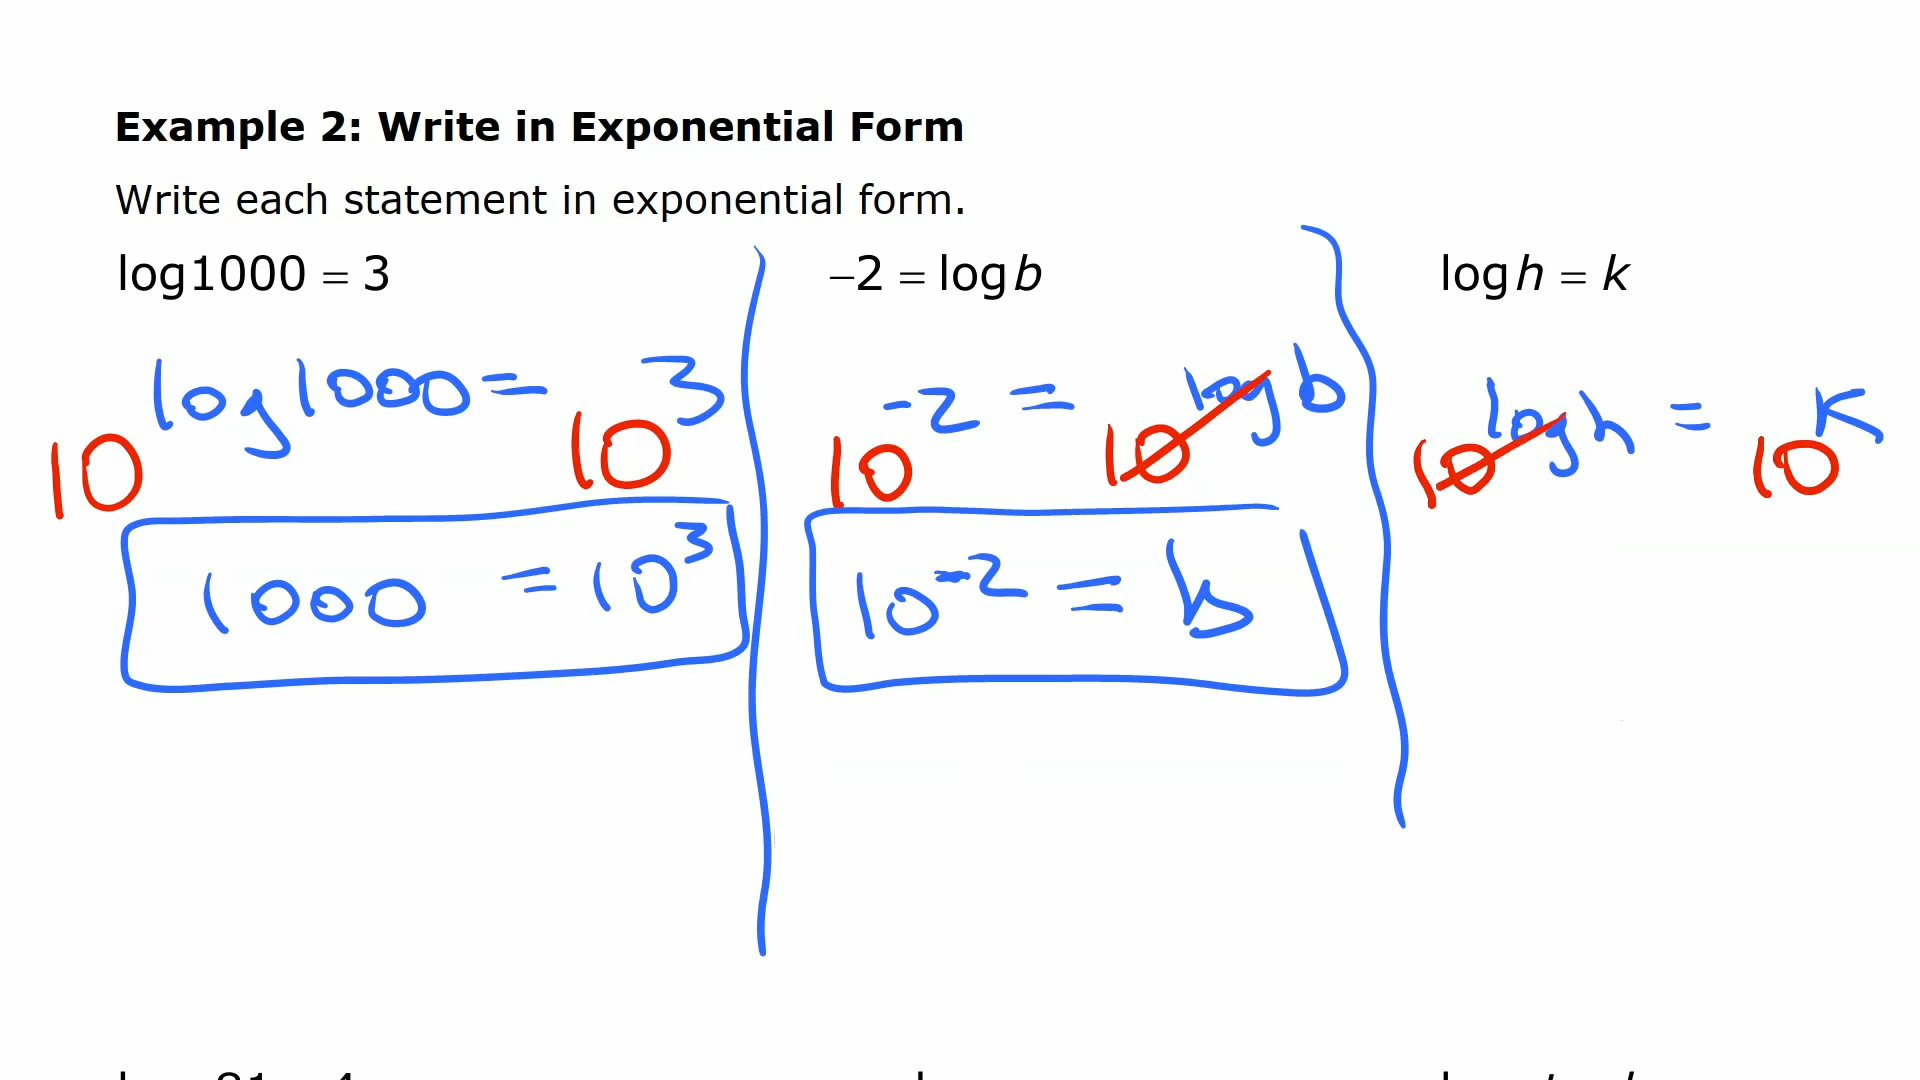 Example 2: Write in Exponential Form
Write each statement in exponential form.
log1000 = 3
10^log1000 = 10^3
1000 = 10^3
–2 = log b
10^-2 = 10^log b
10^-2 = b
log h = k
10^log h = 10^k